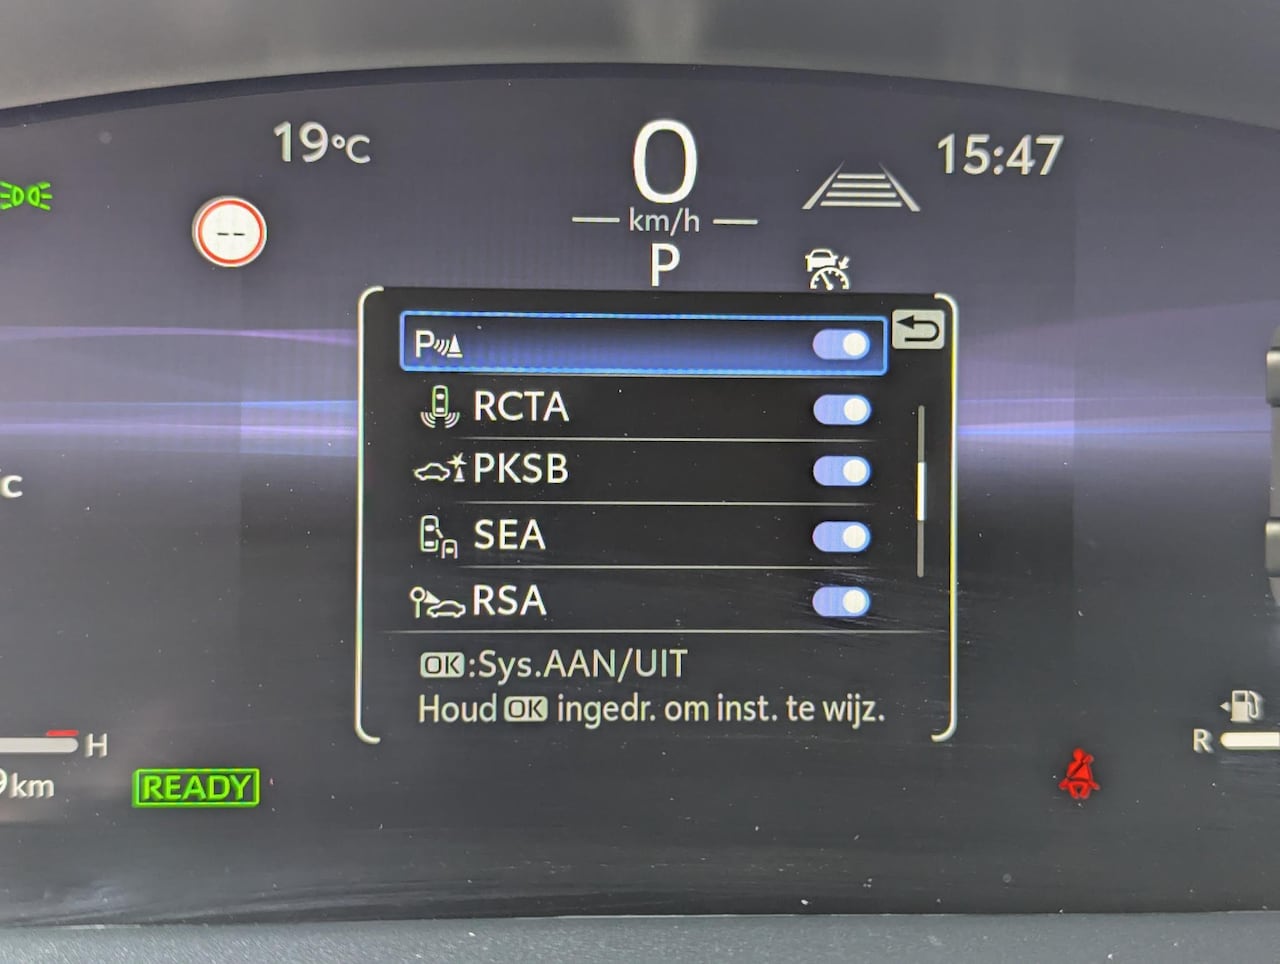 19°C
0
15:47
km/h
--
P
P
RCTA
PKSB
SEA
RSA
OK:Sys.AAN/UIT
Houd OK ingedr. om inst. te wijz.
c
H
R
9km
READY